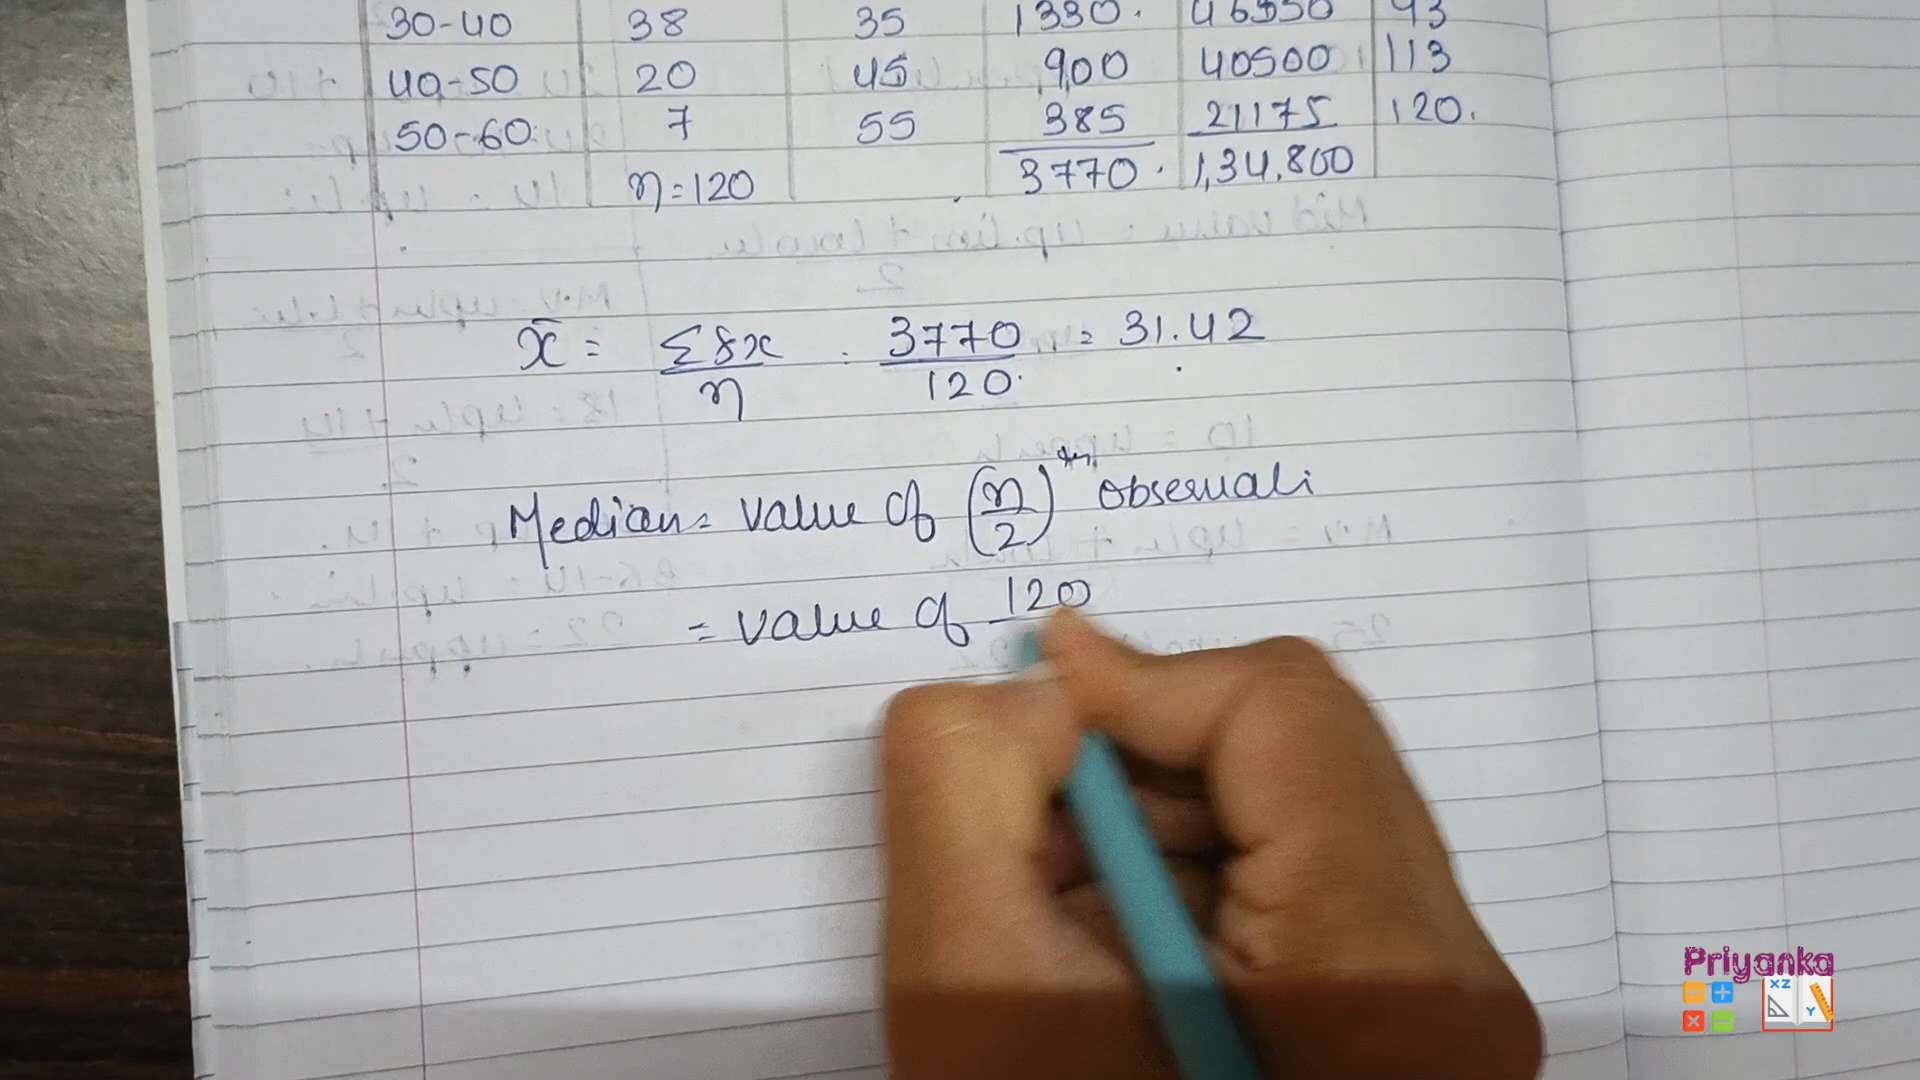 30-40 38 35 1330. 46550 93
40-50 20 45 900 40500 113
50-60 7 55 385 21175 120.
n=120 3770. 1,34,800
x̄ = Σfx/n . 3770/120. = 31.42
Median = value of (n/2)th observati
= value of 120
Priyanka
XZ
Y